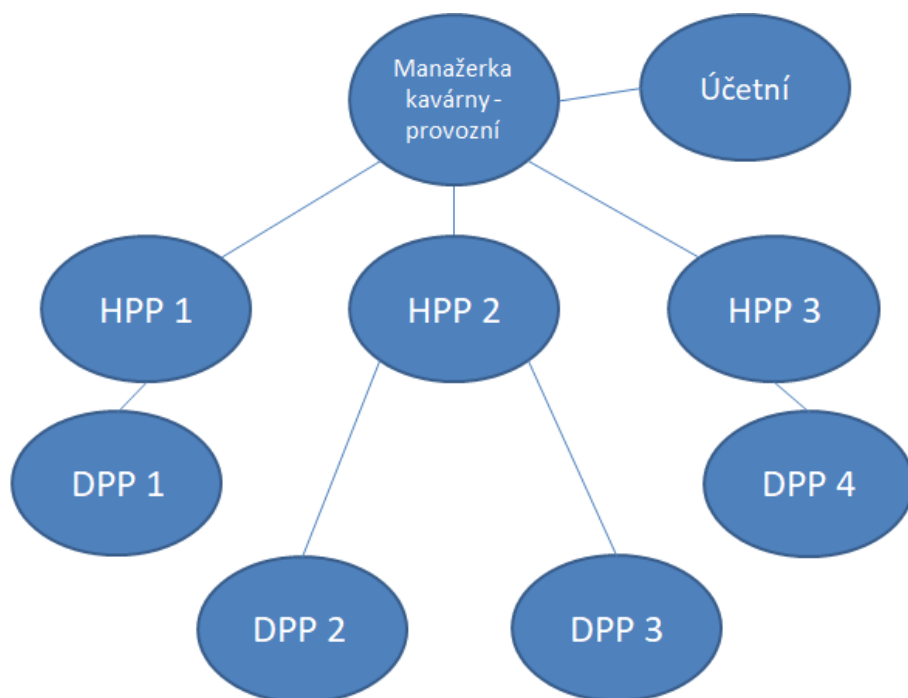 Manažerka
kavárny -
provozní
Účetní
HPP 1
HPP 2
HPP 3
DPP 1
DPP 4
DPP 2
DPP 3